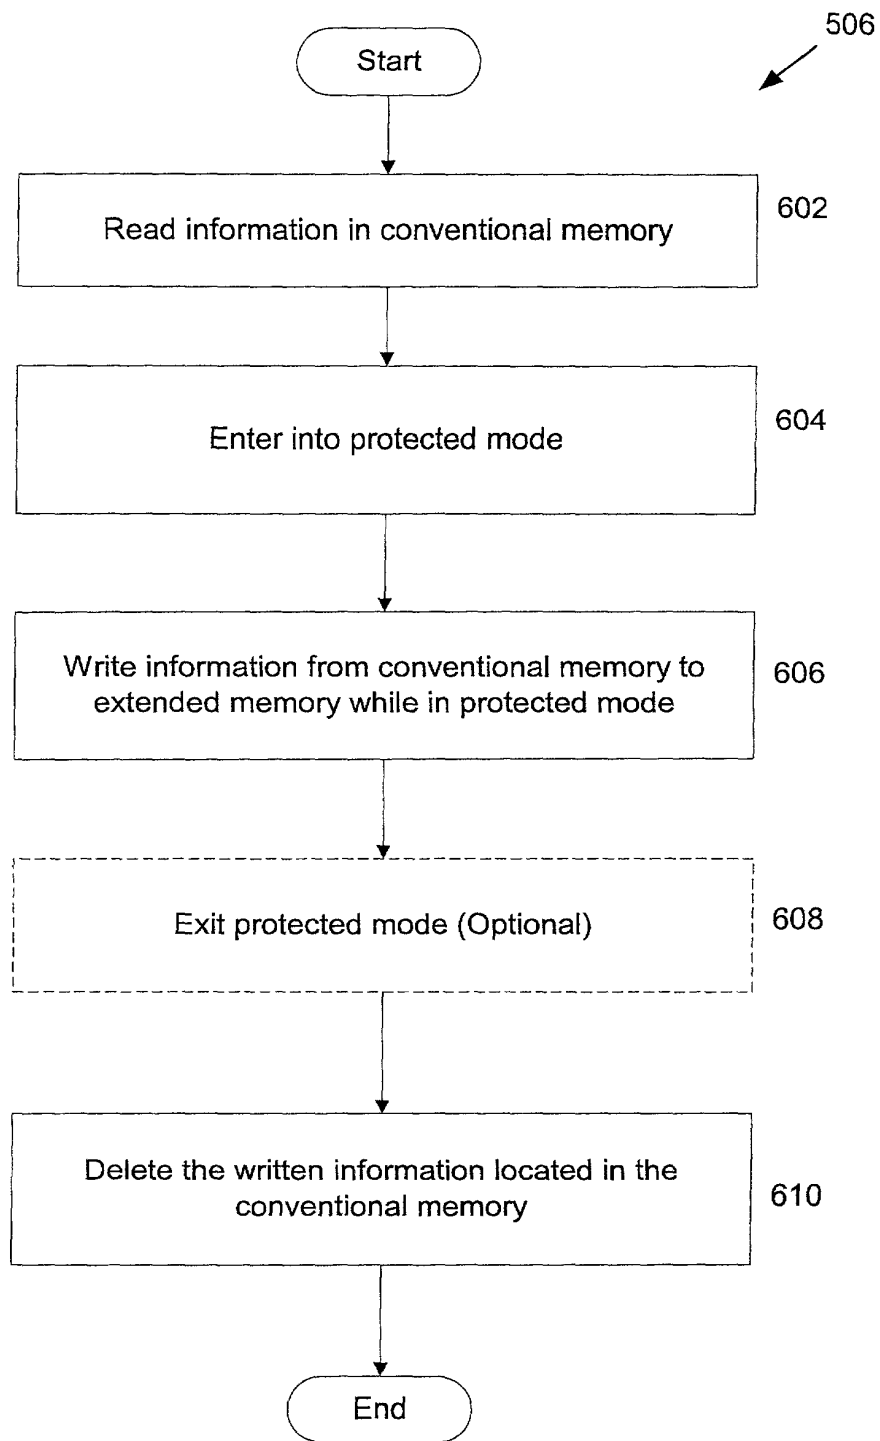 506
Start
602
Read information in conventional memory
604
Enter into protected mode
Write information from conventional memory to
extended memory while in protected mode
606
Exit protected mode (Optional)
608
Delete the written information located in the
conventional memory
610
End